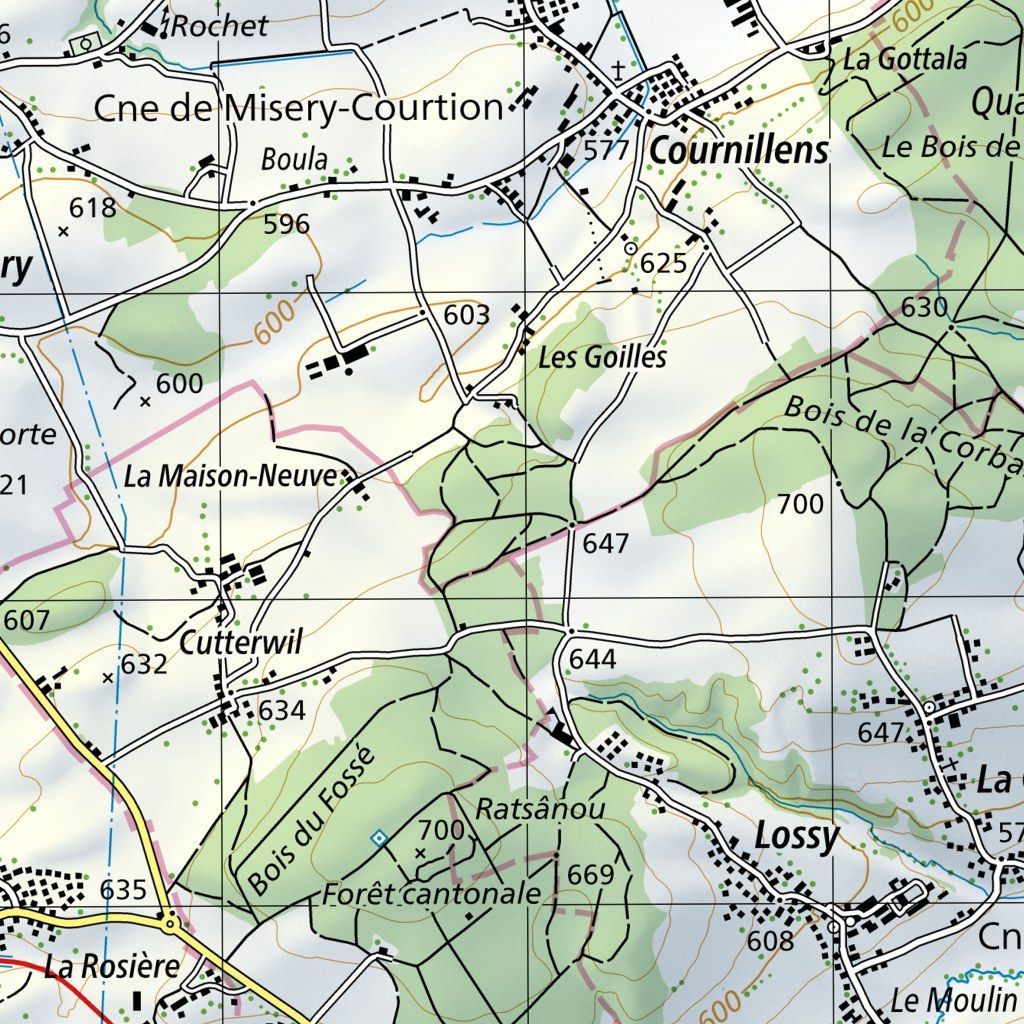 6
Rochet
600
La Gottala
Cne de Misery-Courtion
Qua
577
Cournillens
Le Bois de
Boula
618
596
625
ry
600
603
630
Les Goilles
600
Bois de la Corba
orte
La Maison-Neuve
21
700
647
607
Cutterwil
632
644
634
647
La
Bois du Fossé
Ratsânou
700
Lossy
57
635
669
Forêt cantonale
608
Cn
La Rosière
600
Le Moulin